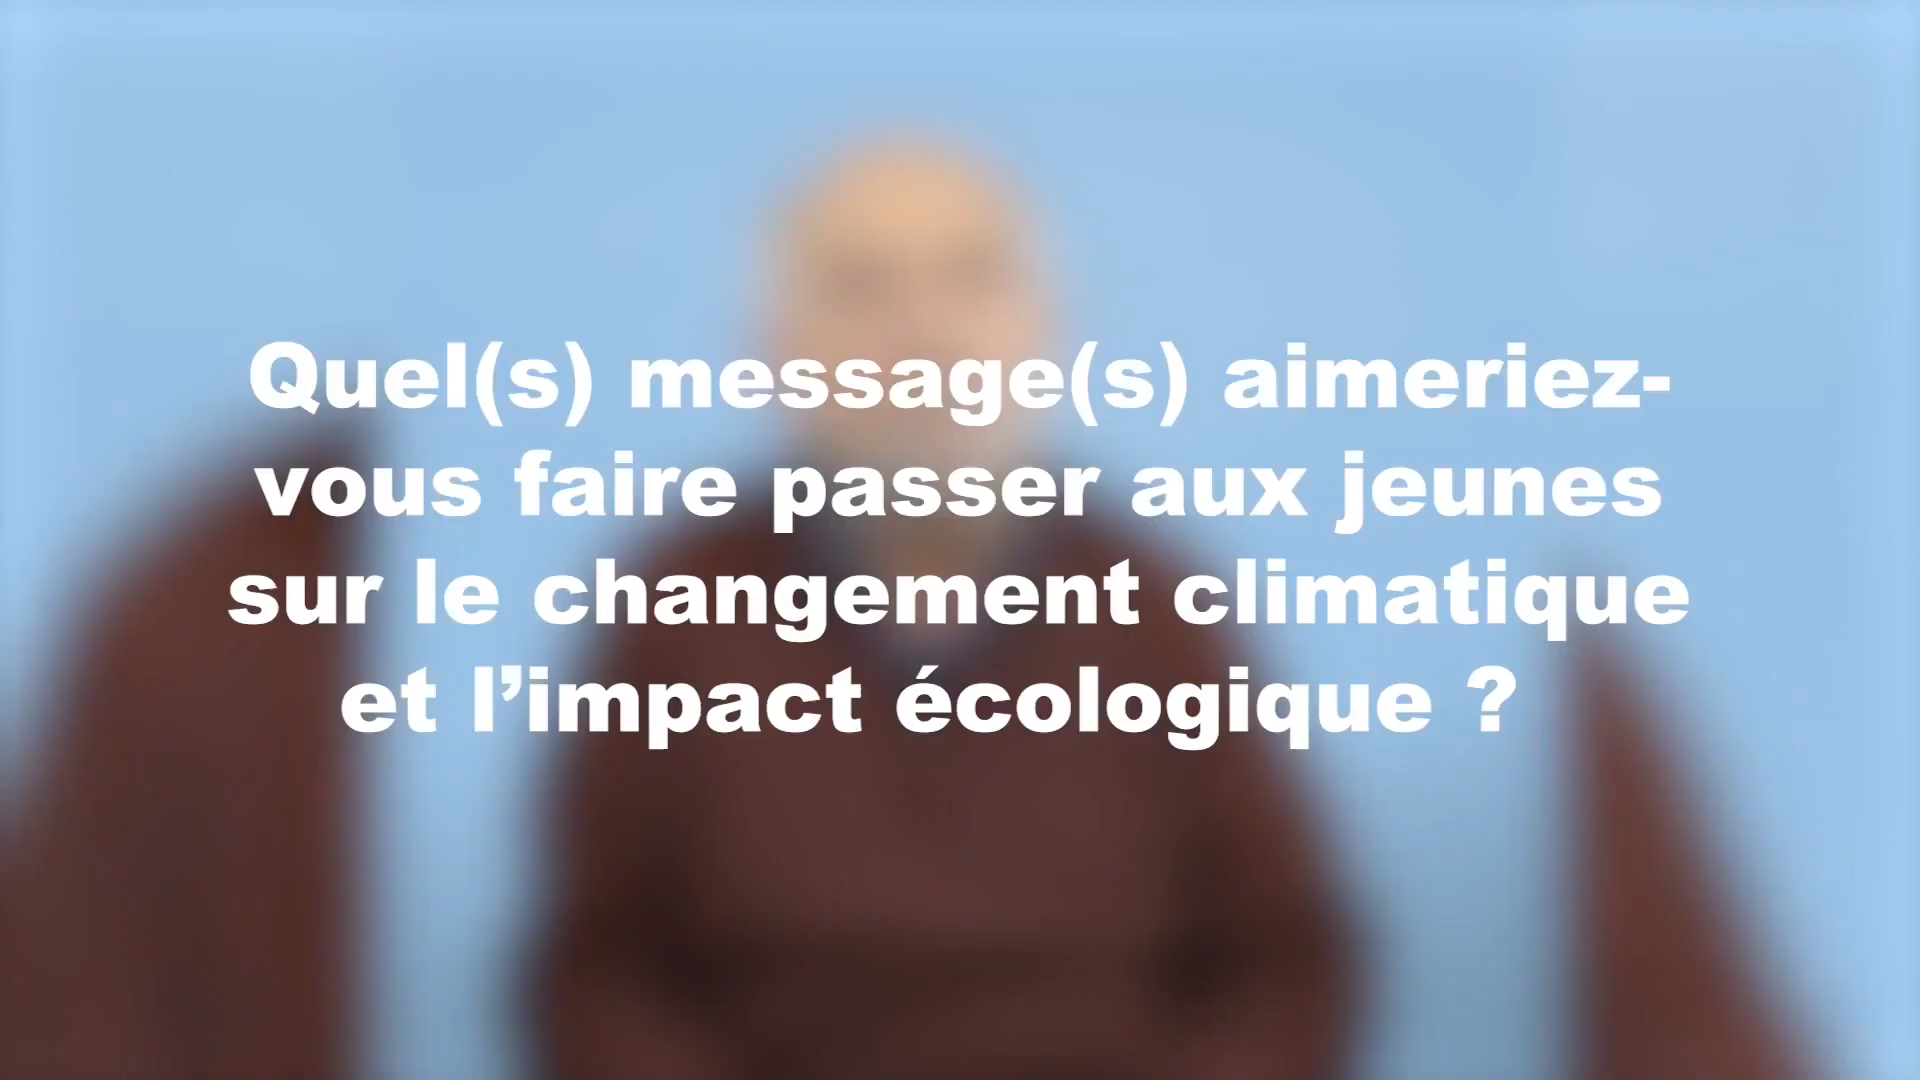 Quel(s) message(s) aimeriez-
vous faire passer aux jeunes
sur le changement climatique
et l’impact écologique ?